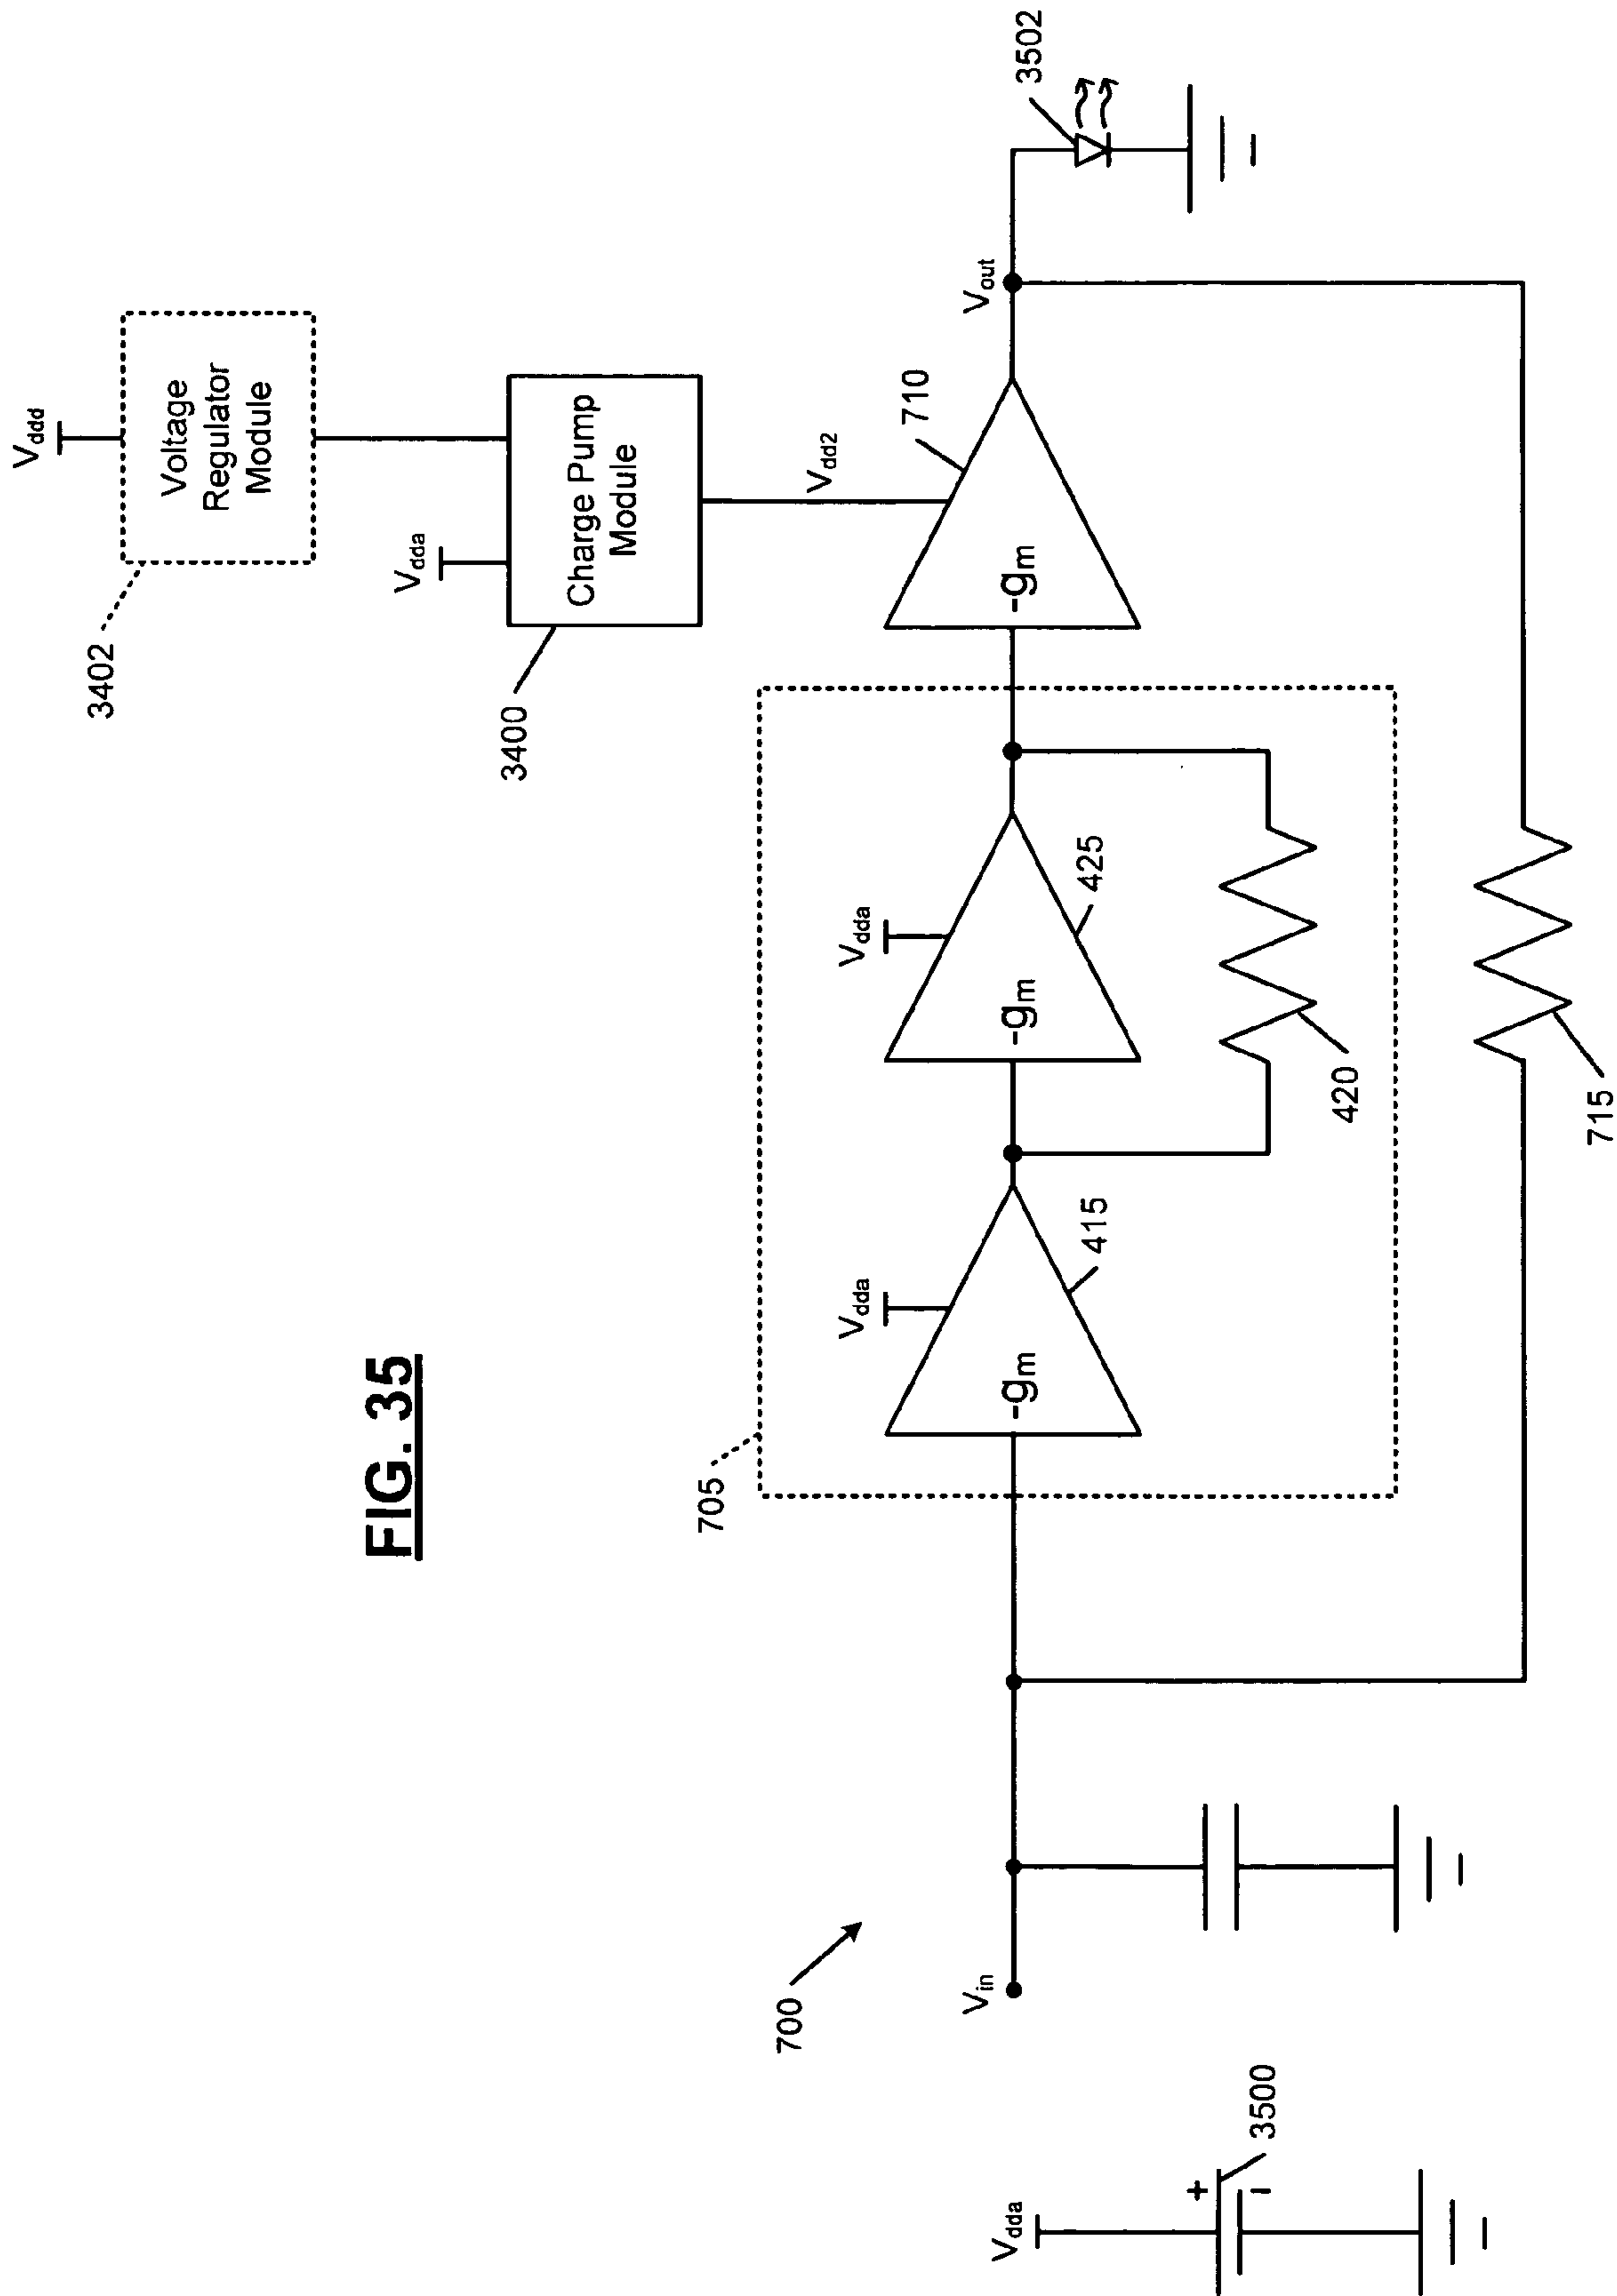 FIG. 35
V_ddd
Voltage
Regulator
Module
3402
V_dda
Charge Pump
Module
3400
V_dd2
700
705
V_dda
V_dda
-g_m
-g_m
-g_m
415
425
710
V_in
V_out
3502
420
715
V_dda
+
-
3500